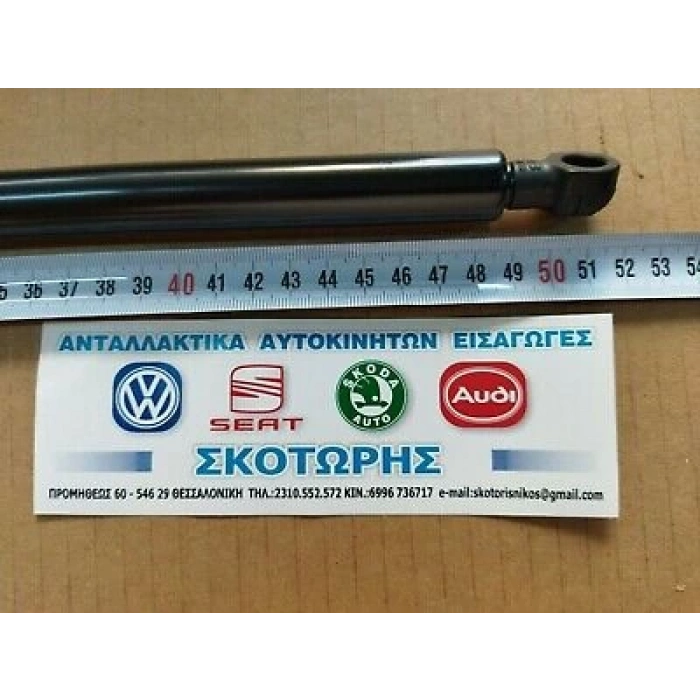 36 37 38 39 40 41 42 43 44 45 46 47 48 49 50 51 52 53 54
ΑΝΤΑΛΛΑΚΤΙΚΑ ΑΥΤΟΚΙΝΗΤΩΝ ΕΙΣΑΓΩΓΕΣ
SEAT
ŠKODA
AUTO
Audi
ΣΚΟΤΩΡΗΣ
ΠΡΟΜΗΘΕΩΣ 60 - 546 29 ΘΕΣΣΑΛΟΝΙΚΗ ΤΗΛ.:2310.552.572 ΚΙΝ.:6996 736717 e-mail:skotorisnikos@gmail.com